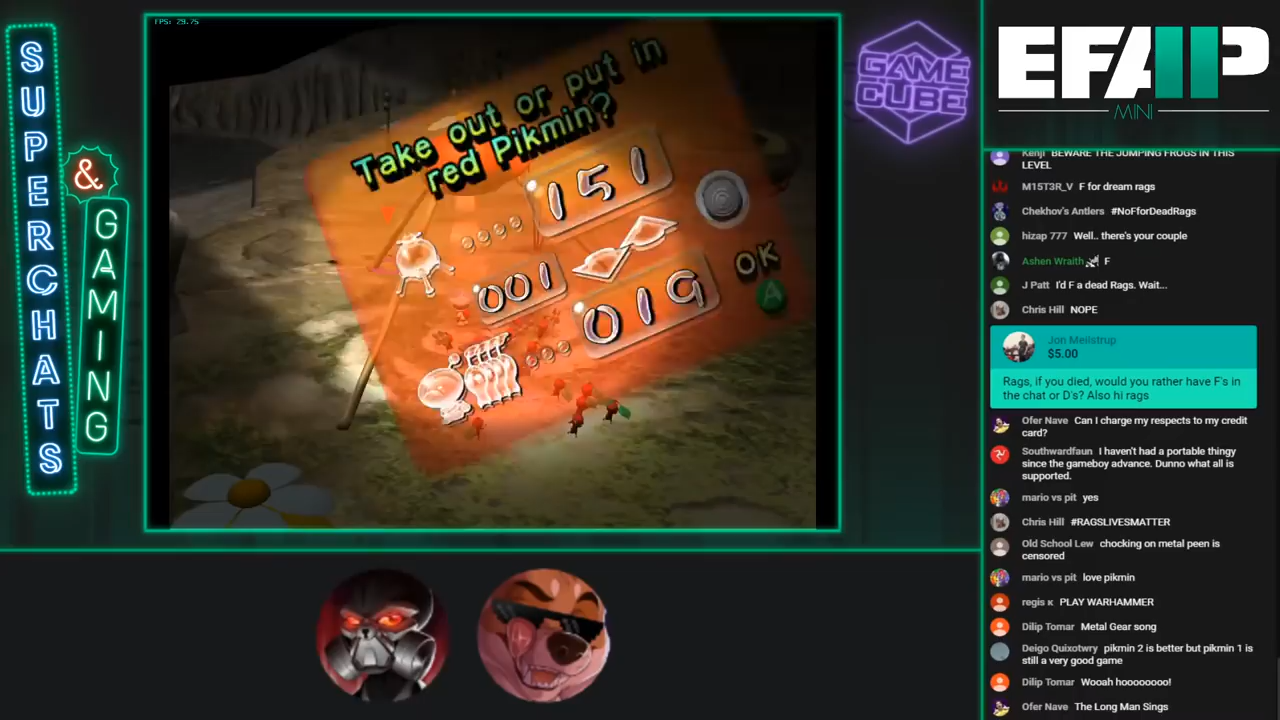 FPS: 29.75
SUPERCHATS
&
GAMING
Take out or put in
red Pikmin?
151
001
019
OK
A
GAME
CUBE
EFAP
MINI
Kenji BEWARE THE JUMPING FROGS IN THIS
LEVEL
M15T3R_V F for dream rags
Chekhov's Antlers #NoFforDeadRags
hizap 777 Well.. there's your couple
Ashen Wraith F
J Patt I'd F a dead Rags. Wait...
Chris Hill NOPE
Jon Meilstrup
$5.00
Rags, if you died, would you rather have F's in
the chat or D's? Also hi rags
Ofer Nave Can I charge my respects to my credit
card?
Southwardfaun I haven't had a portable thingy
since the gameboy advance. Dunno what all is
supported.
mario vs pit yes
Chris Hill #RAGSLIVESMATTER
Old School Lew chocking on metal peen is
censored
mario vs pit love pikmin
regis κ PLAY WARHAMMER
Dilip Tomar Metal Gear song
Deigo Quixotwry pikmin 2 is better but pikmin 1 is
still a very good game
Dilip Tomar Wooah hoooooooo!
Ofer Nave The Long Man Sings